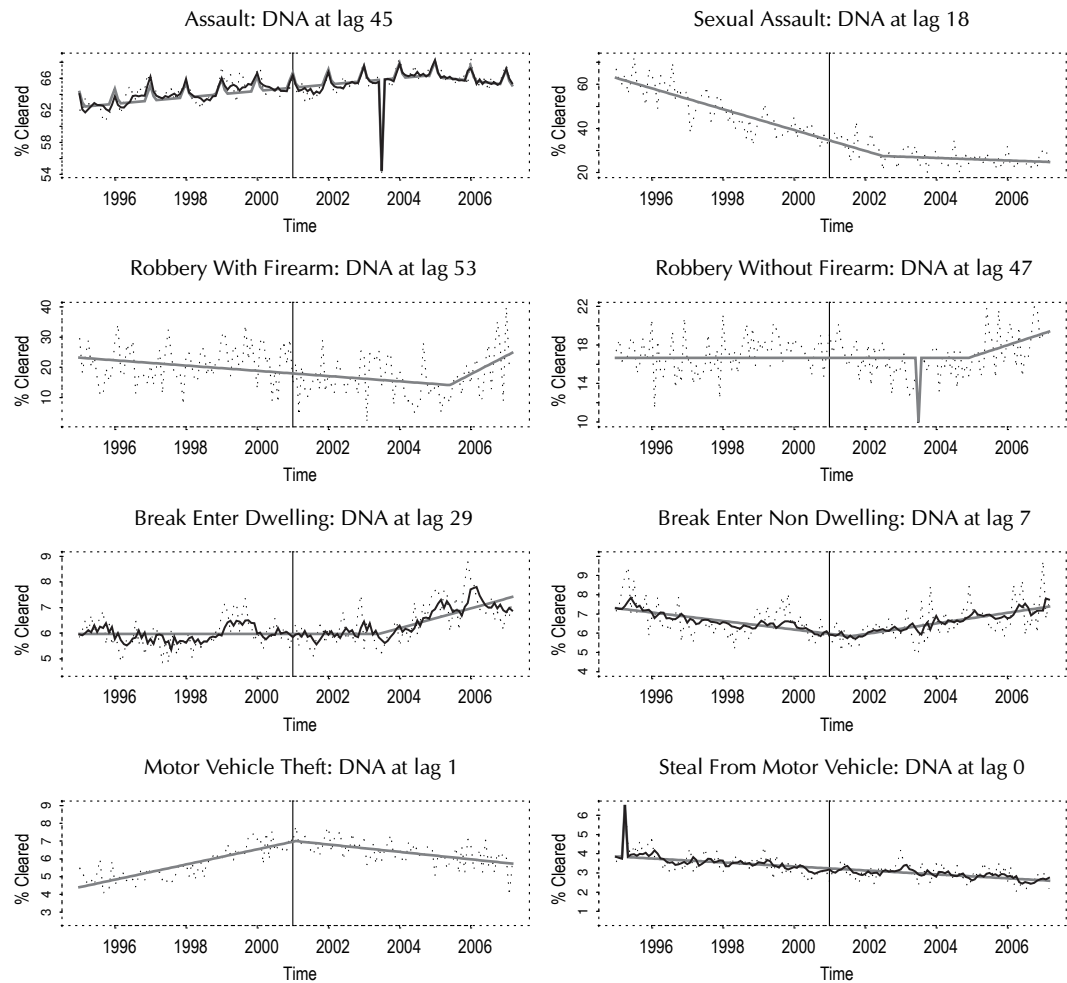 Assault: DNA at lag 45
% Cleared
54 58 62 66
1996 1998 2000 2002 2004 2006
Time
Sexual Assault: DNA at lag 18
% Cleared
20 40 60
1996 1998 2000 2002 2004 2006
Time
Robbery With Firearm: DNA at lag 53
% Cleared
10 20 30 40
1996 1998 2000 2002 2004 2006
Time
Robbery Without Firearm: DNA at lag 47
% Cleared
10 14 18 22
1996 1998 2000 2002 2004 2006
Time
Break Enter Dwelling: DNA at lag 29
% Cleared
5 6 7 8 9
1996 1998 2000 2002 2004 2006
Time
Break Enter Non Dwelling: DNA at lag 7
% Cleared
4 5 6 7 8 9
1996 1998 2000 2002 2004 2006
Time
Motor Vehicle Theft: DNA at lag 1
% Cleared
3 4 5 6 7 8 9
1996 1998 2000 2002 2004 2006
Time
Steal From Motor Vehicle: DNA at lag 0
% Cleared
1 2 3 4 5 6
1996 1998 2000 2002 2004 2006
Time